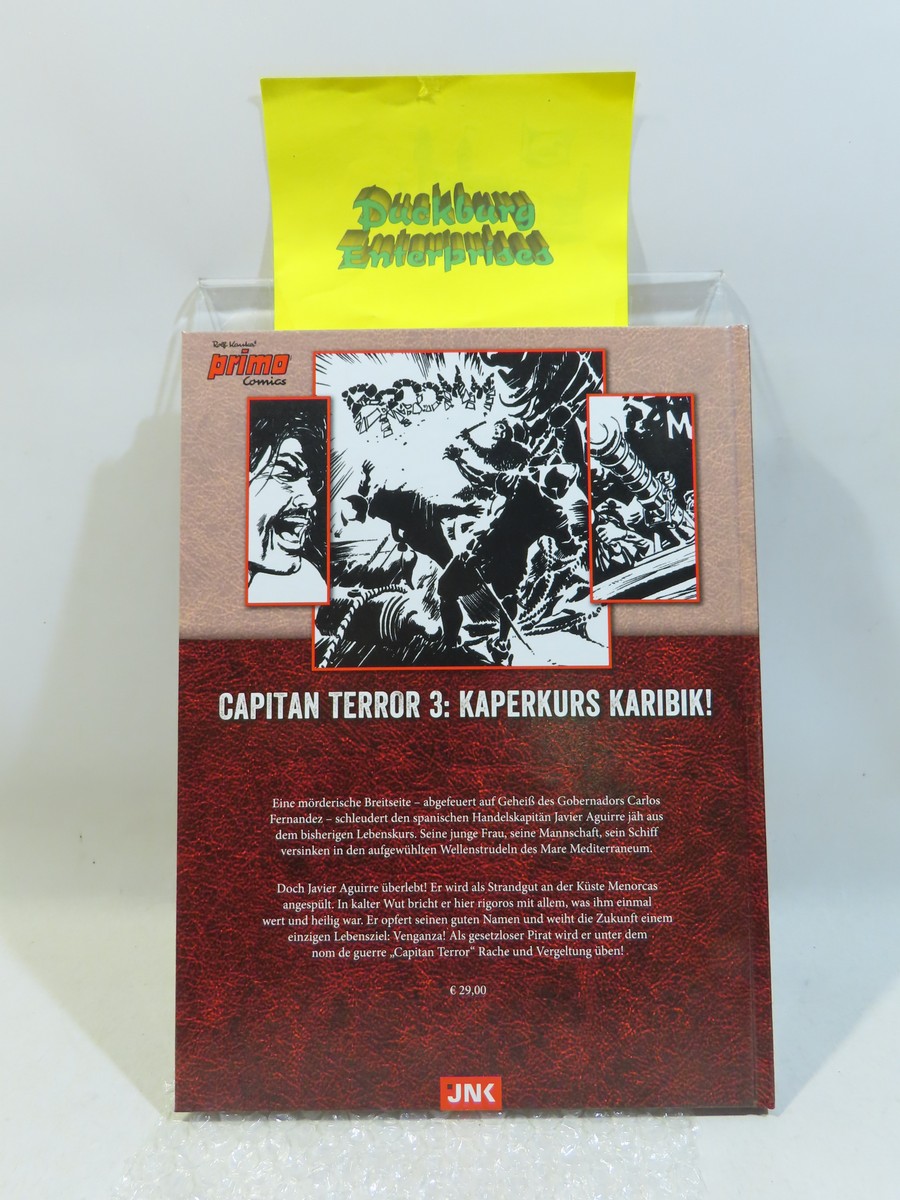 Duckburg
Enterprises
Rolf Kauka's
primo
Comics
M
CAPITAN TERROR 3: KAPERKURS KARIBIK!
Eine mörderische Breitseite – abgefeuert auf Geheiß des Gobernadors Carlos
Fernandez – schleudert den spanischen Handelskapitän Javier Aguirre jäh aus
dem bisherigen Lebenskurs. Seine junge Frau, seine Mannschaft, sein Schiff
versinken in den aufgewühlten Wellenstrudeln des Mare Mediterraneum.
Doch Javier Aguirre überlebt! Er wird als Strandgut an der Küste Menorcas
angespült. In kalter Wut bricht er hier rigoros mit allem, was ihm einmal
wert und heilig war. Er opfert seinen guten Namen und weiht die Zukunft einem
einzigen Lebensziel: Venganza! Als gesetzloser Pirat wird er unter dem
nom de guerre „Capitan Terror“ Rache und Vergeltung üben!
€ 29,00
JNK